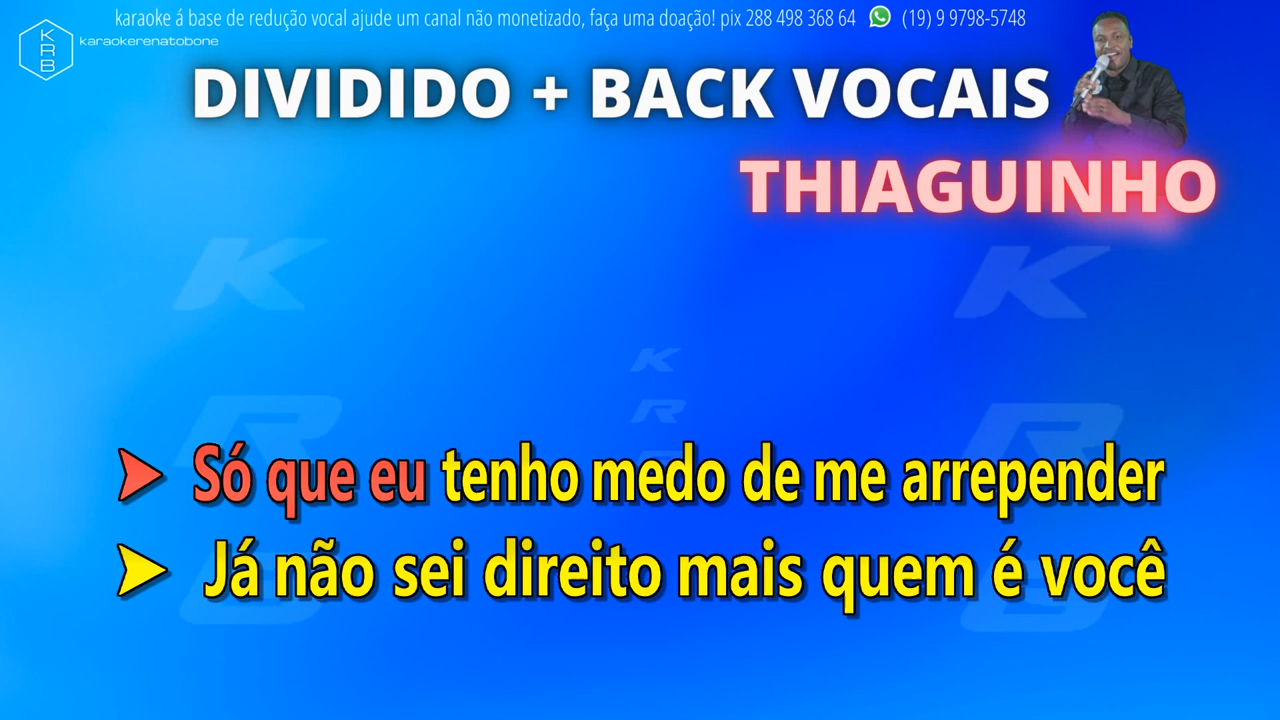 karaoke á base de redução vocal ajude um canal não monetizado, faça uma doação! pix 288 498 368 64 (19) 9 9798-5748
K
R
B
karaokerenatobone
DIVIDIDO + BACK VOCAIS
THIAGUINHO
K
K
K
R
R
R
Só que eu tenho medo de me arrepender
Já não sei direito mais quem é você
B
B